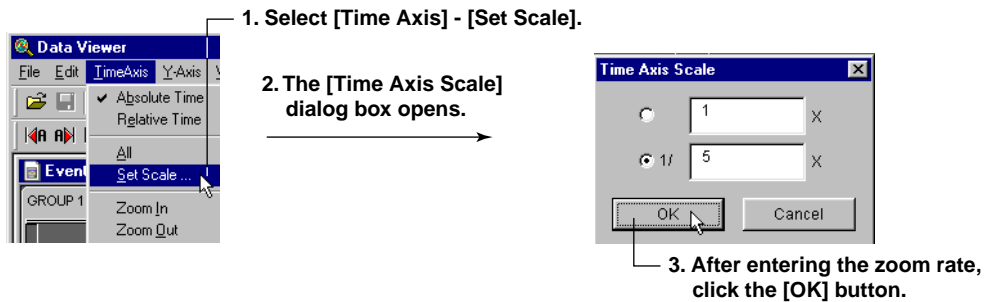 1. Select [Time Axis] - [Set Scale].
Data Viewer
File Edit TimeAxis Y-Axis
Absolute Time
Relative Time
All
Set Scale ...
Zoom In
Zoom Out
Event
GROUP 1
2. The [Time Axis Scale]
dialog box opens.
Time Axis Scale
1 X
1/ 5 X
OK Cancel
3. After entering the zoom rate,
click the [OK] button.